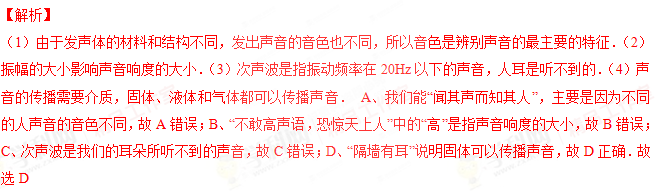 【解析】
（1）由于发声体的材料和结构不同，发出声音的音色也不同，所以音色是辨别声音的最主要的特征.（2）
振幅的大小影响声音响度的大小.（3）次声波是指振动频率在 20Hz 以下的声音，人耳是听不到的.（4）声
音的传播需要介质，固体、液体和气体都可以传播声音． A、我们能“闻其声而知其人”，主要是因为不同
的人声音的音色不同，故 A 错误；B、“不敢高声语，恐惊天上人”中的“高”是指声音响度的大小，故 B 错误；
C、次声波是我们的耳朵所听不到的声音，故 C 错误；D、“隔墙有耳”说明固体可以传播声音，故 D 正确．故
选 D